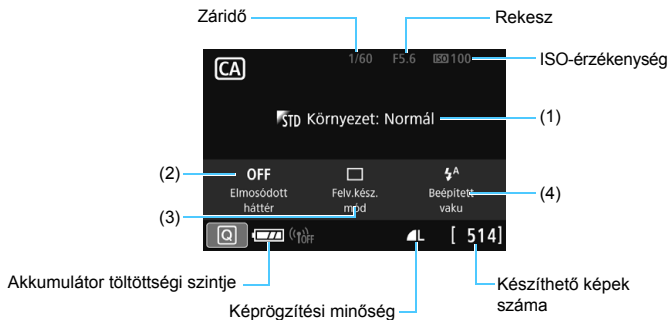 Záridő
Rekesz
ISO-érzékenység
CA
1/60 F5.6 ISO 100
STD Környezet: Normál
(1)
(2)
OFF
Elmosódott
háttér
Felv.kész.
mód
A
Beépített
vaku
(3)
(4)
Q
OFF
L
[ 514]
Akkumulátor töltöttségi szintje
Képrögzítési minőség
Készíthető képek
száma